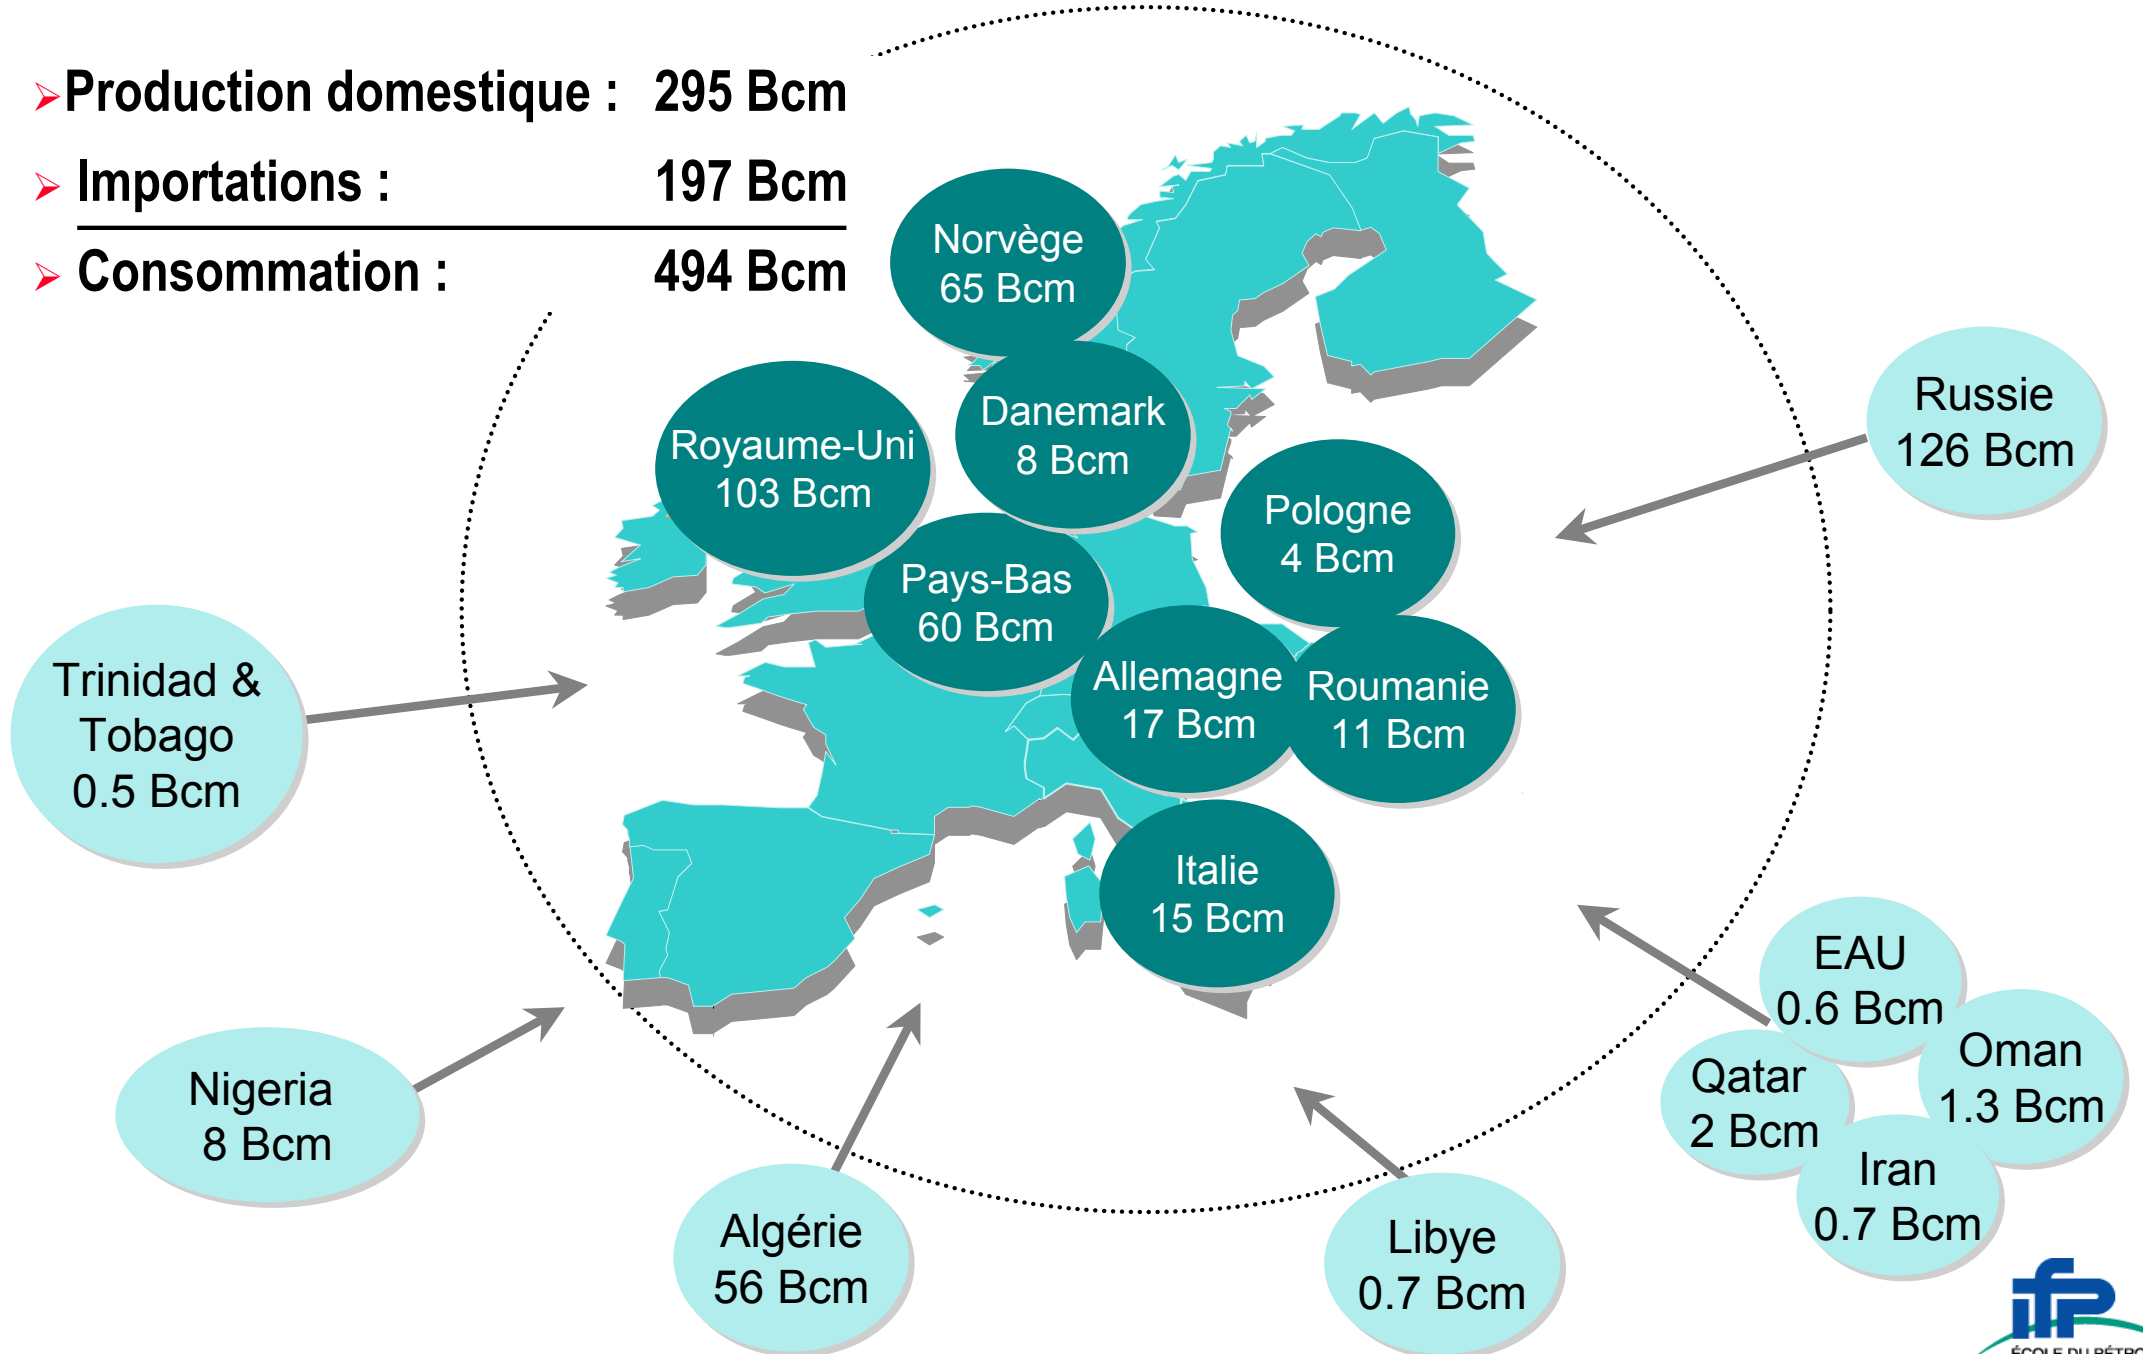 Production domestique : 295 Bcm
Importations : 197 Bcm
Consommation : 494 Bcm
Norvège
65 Bcm
Danemark
8 Bcm
Royaume-Uni
103 Bcm
Pologne
4 Bcm
Pays-Bas
60 Bcm
Allemagne
17 Bcm
Roumanie
11 Bcm
Italie
15 Bcm
Russie
126 Bcm
Trinidad &
Tobago
0.5 Bcm
Nigeria
8 Bcm
Algérie
56 Bcm
Libye
0.7 Bcm
EAU
0.6 Bcm
Oman
1.3 Bcm
Qatar
2 Bcm
Iran
0.7 Bcm
ifp